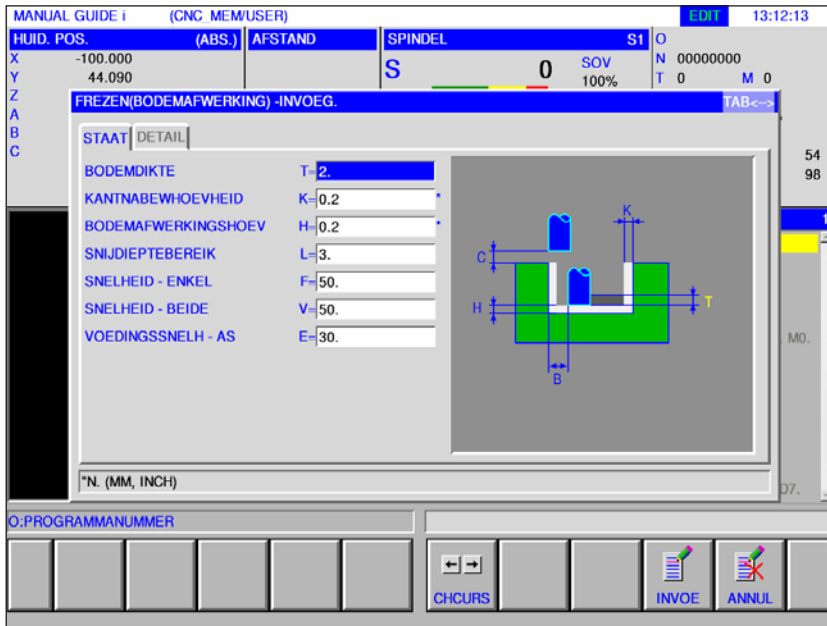 MANUAL GUIDE i (CNC_MEM/USER) EDIT 13:12:13
HUID. POS. (ABS.) AFSTAND SPINDEL S1 O
X -100.000 S 0 SOV N 00000000
Y 44.090 100% T 0 M 0
Z
A
B
C
54
98
FREZEN(BODEMAFWERKING) -INVOEG. TAB<-->
STAAT DETAIL
BODEMDIKTE T=2.
KANTNABEWHOEVHEID K=0.2 *
BODEMAFWERKINGSHOEV H=0.2 *
SNIJDIEPTEBEREIK L=3.
SNELHEID - ENKEL F=50.
SNELHEID - BEIDE V=50.
VOEDINGSSNELH - AS E=30.
K
C
H
T
B
1
M0.
*N. (MM, INCH)
D7.
O:PROGRAMMANUMMER
CHCURS INVOE ANNUL